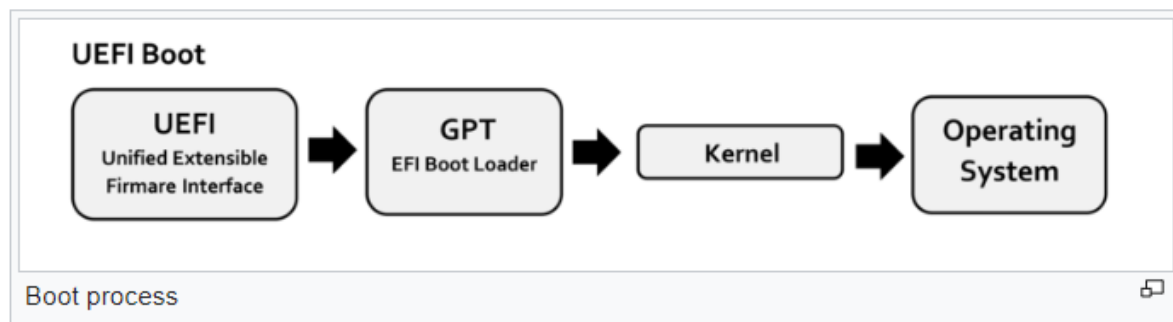 UEFI Boot
UEFI
Unified Extensible
Firmare Interface
GPT
EFI Boot Loader
Kernel
Operating
System
Boot process